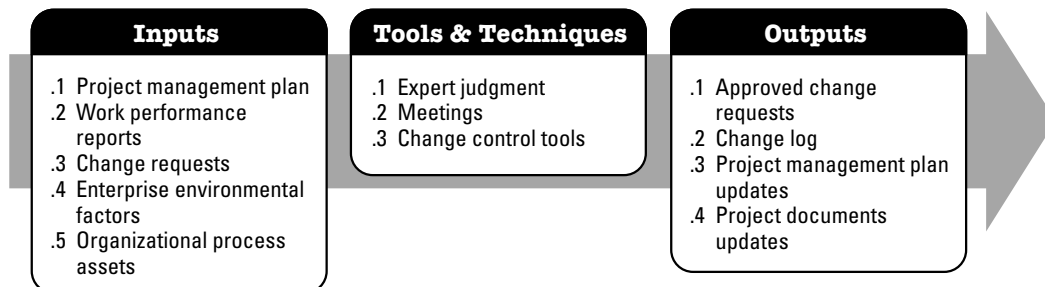 Inputs
.1 Project management plan
.2 Work performance
reports
.3 Change requests
.4 Enterprise environmental
factors
.5 Organizational process
assets
Tools & Techniques
.1 Expert judgment
.2 Meetings
.3 Change control tools
Outputs
.1 Approved change
requests
.2 Change log
.3 Project management plan
updates
.4 Project documents
updates